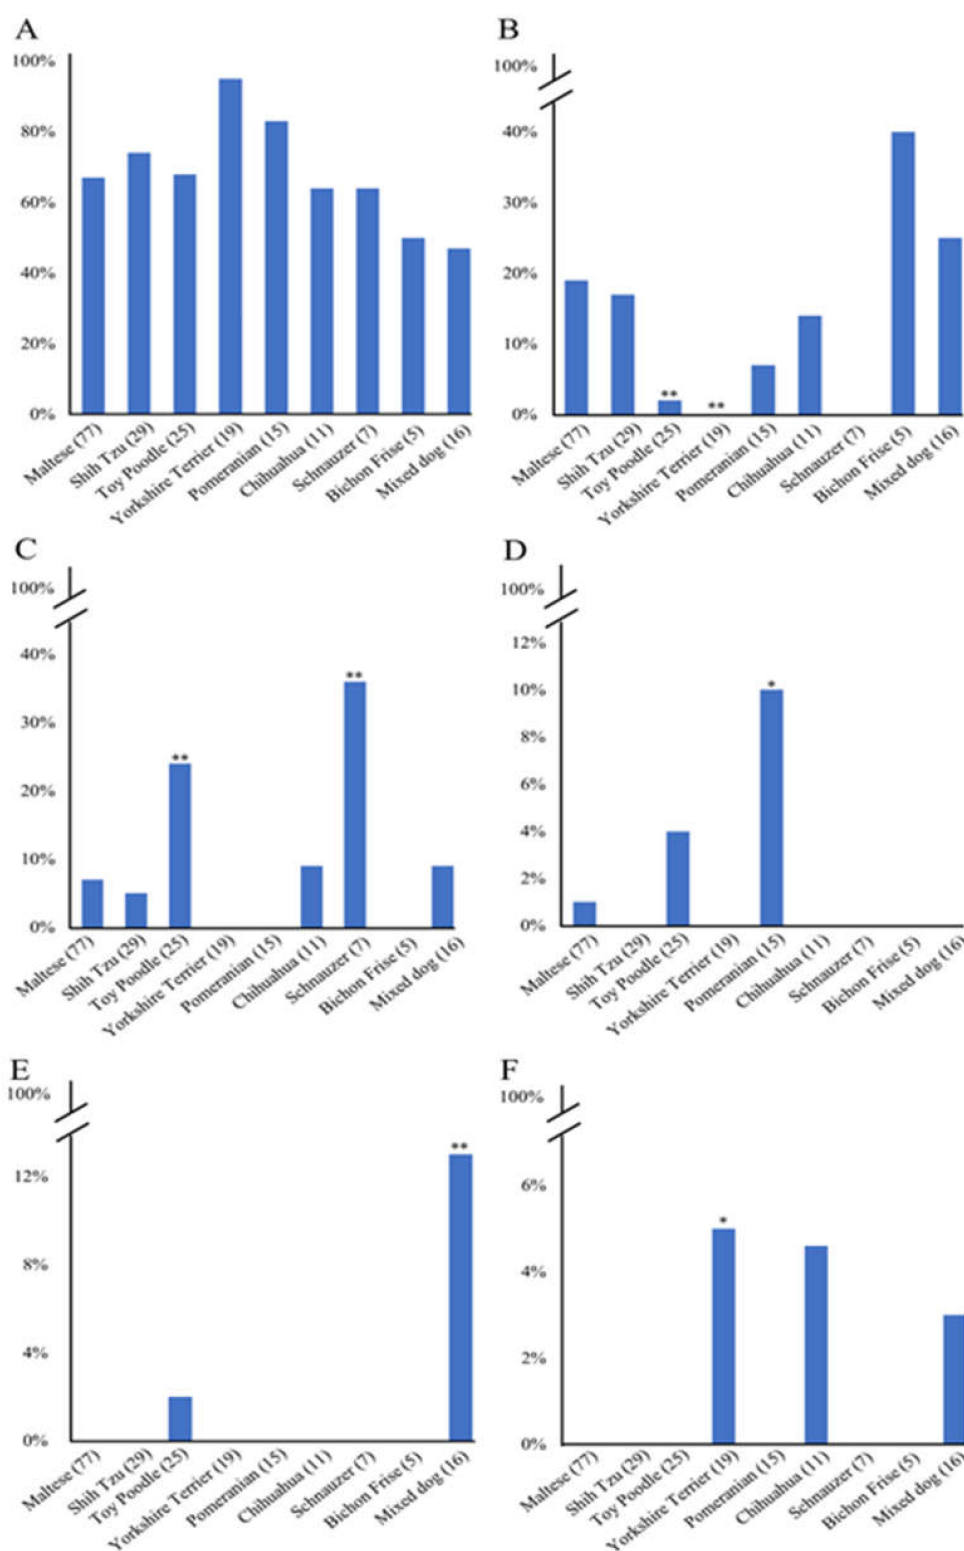 A
100%
80%
60%
40%
20%
0%
Maltese (77)
Shih Tzu (29)
Toy Poodle (25)
Yorkshire Terrier (19)
Pomeranian (15)
Chihuahua (11)
Schnauzer (7)
Bichon Frise (5)
Mixed dog (16)
B
100%
40%
30%
20%
10%
0%
**
**
Maltese (77)
Shih Tzu (29)
Toy Poodle (25)
Yorkshire Terrier (19)
Pomeranian (15)
Chihuahua (11)
Schnauzer (7)
Bichon Frise (5)
Mixed dog (16)
C
100%
40%
30%
20%
10%
0%
**
**
Maltese (77)
Shih Tzu (29)
Toy Poodle (25)
Yorkshire Terrier (19)
Pomeranian (15)
Chihuahua (11)
Schnauzer (7)
Bichon Frise (5)
Mixed dog (16)
D
100%
12%
10%
8%
6%
4%
2%
0%
*
Maltese (77)
Shih Tzu (29)
Toy Poodle (25)
Yorkshire Terrier (19)
Pomeranian (15)
Chihuahua (11)
Schnauzer (7)
Bichon Frise (5)
Mixed dog (16)
E
100%
12%
8%
4%
0%
**
Maltese (77)
Shih Tzu (29)
Toy Poodle (25)
Yorkshire Terrier (19)
Pomeranian (15)
Chihuahua (11)
Schnauzer (7)
Bichon Frise (5)
Mixed dog (16)
F
100%
6%
4%
2%
0%
*
Maltese (77)
Shih Tzu (29)
Toy Poodle (25)
Yorkshire Terrier (19)
Pomeranian (15)
Chihuahua (11)
Schnauzer (7)
Bichon Frise (5)
Mixed dog (16)